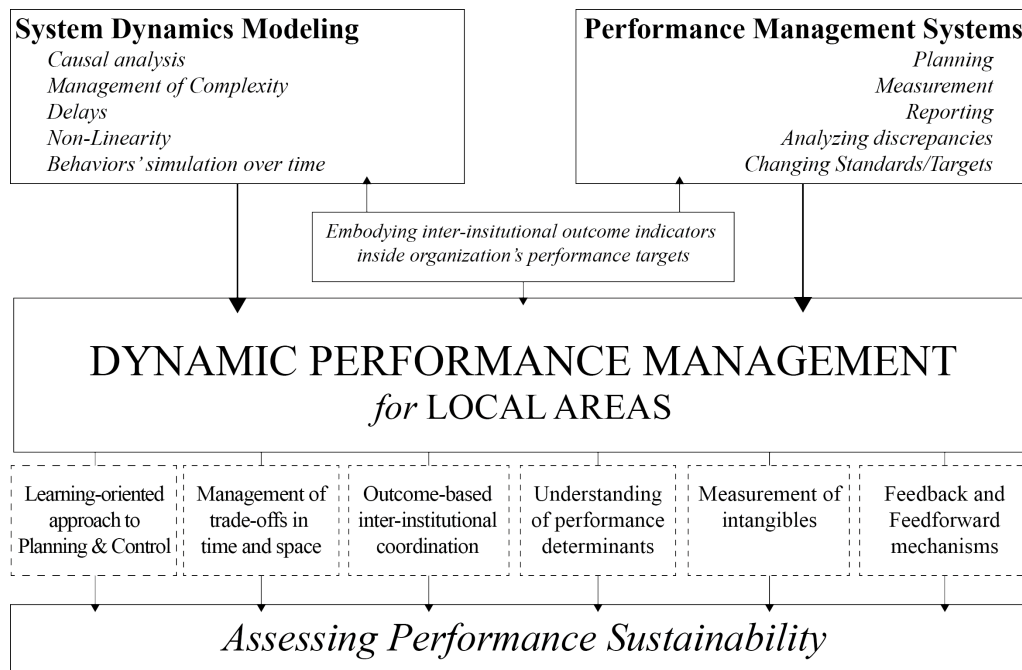 System Dynamics Modeling
Causal analysis
Management of Complexity
Delays
Non-Linearity
Behaviors' simulation over time
Performance Management Systems
Planning
Measurement
Reporting
Analyzing discrepancies
Changing Standards/Targets
Embodying inter-insitutional outcome indicators
inside organization's performance targets
DYNAMIC PERFORMANCE MANAGEMENT
for LOCAL AREAS
Learning-oriented
approach to
Planning & Control
Management of
trade-offs in
time and space
Outcome-based
inter-institutional
coordination
Understanding
of performance
determinants
Measurement of
intangibles
Feedback and
Feedforward
mechanisms
Assessing Performance Sustainability